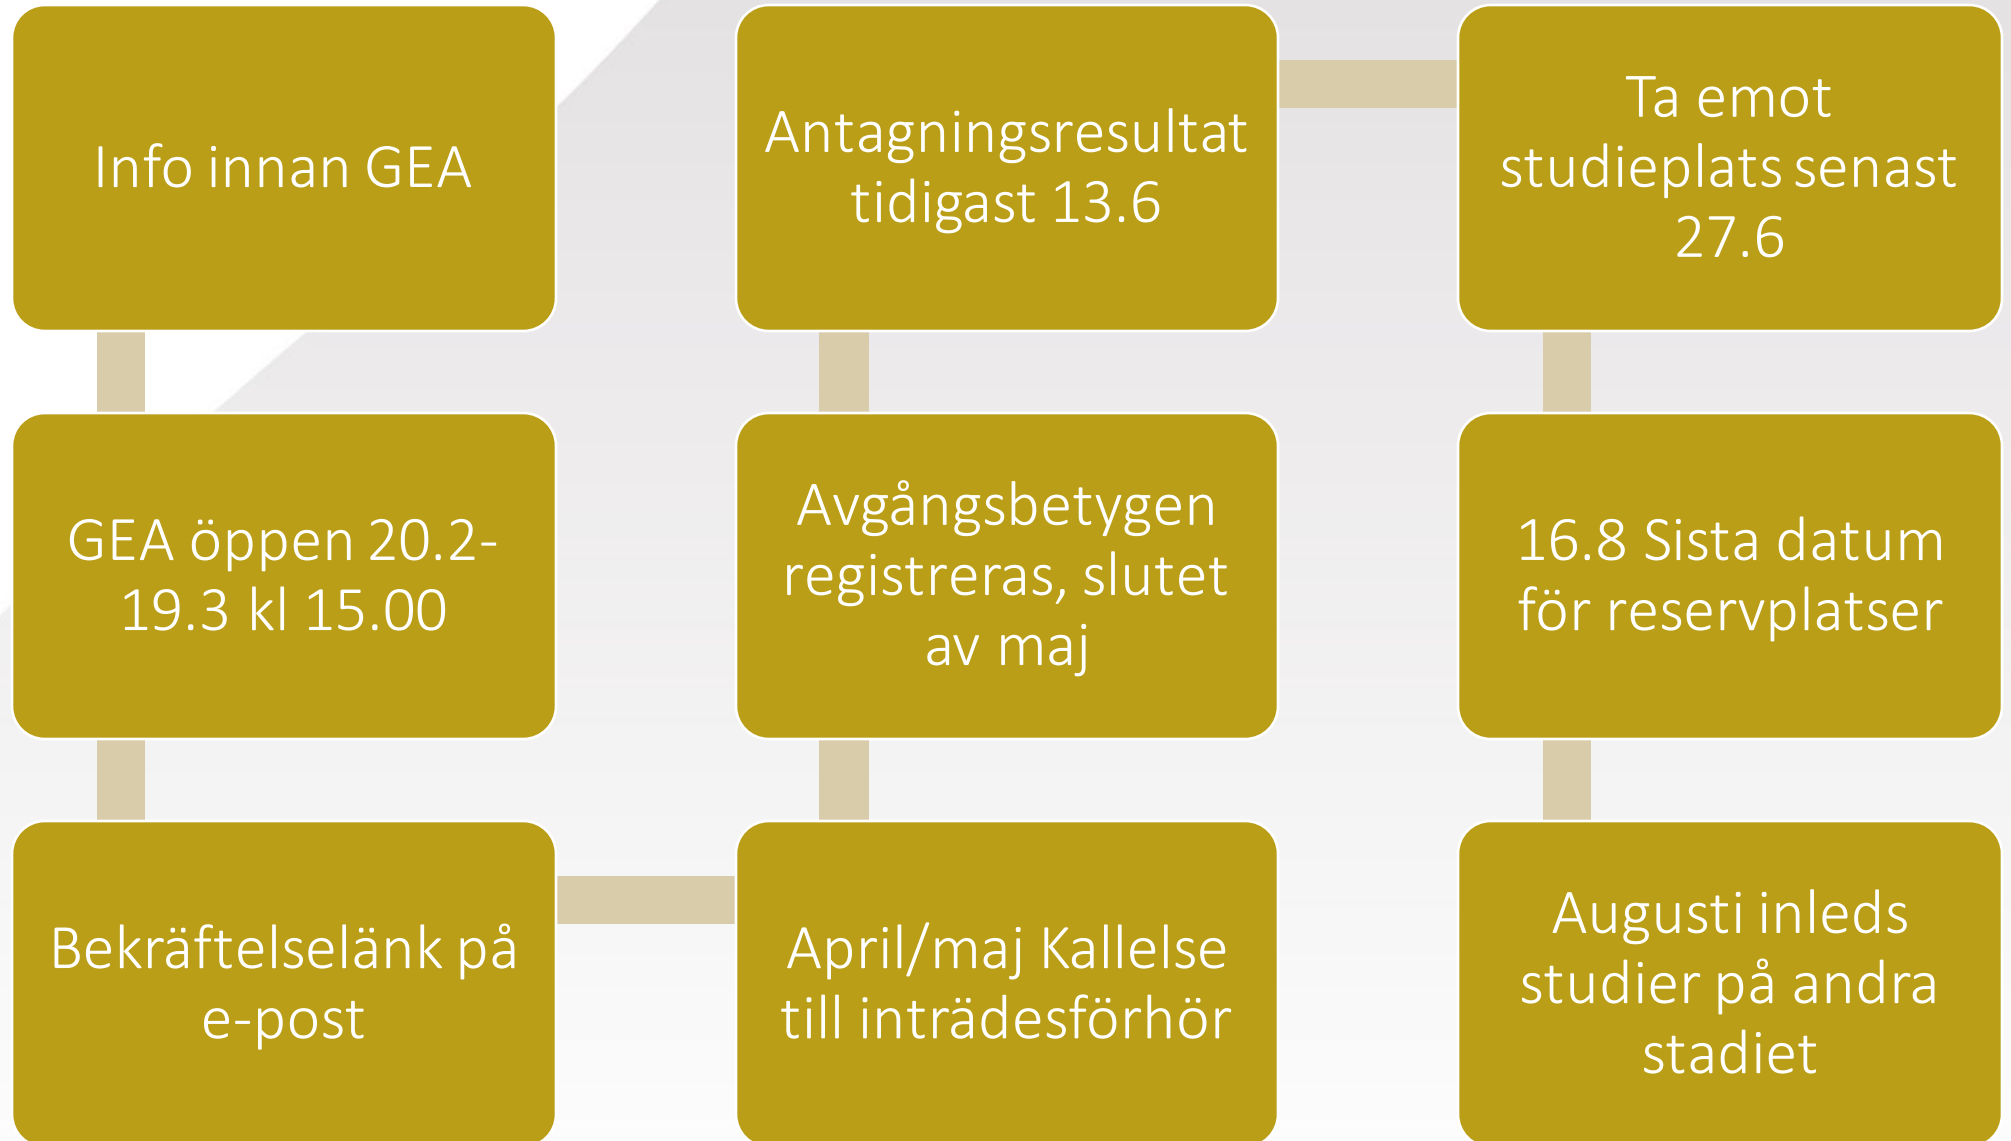 Info innan GEA
GEA öppen 20.2-
19.3 kl 15.00
Bekräftelselänk på
e-post
April/maj Kallelse
till inträdesförhör
Avgångsbetygen
registreras, slutet
av maj
Antagningsresultat
tidigast 13.6
Ta emot
studieplats senast
27.6
16.8 Sista datum
för reservplatser
Augusti inleds
studier på andra
stadiet